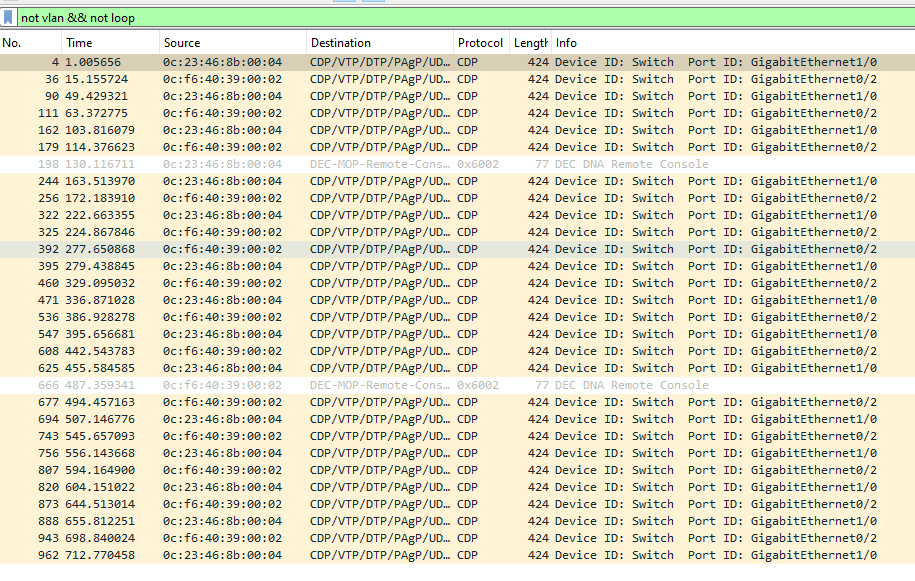 not vlan && not loop
No. Time Source Destination Protocol Length Info
4 1.005656 0c:23:46:8b:00:04 CDP/VTP/DTP/PAgP/UD… CDP 424 Device ID: Switch Port ID: GigabitEthernet1/0
36 15.155724 0c:f6:40:39:00:02 CDP/VTP/DTP/PAgP/UD… CDP 424 Device ID: Switch Port ID: GigabitEthernet0/2
90 49.429321 0c:23:46:8b:00:04 CDP/VTP/DTP/PAgP/UD… CDP 424 Device ID: Switch Port ID: GigabitEthernet1/0
111 63.372775 0c:f6:40:39:00:02 CDP/VTP/DTP/PAgP/UD… CDP 424 Device ID: Switch Port ID: GigabitEthernet0/2
162 103.816079 0c:23:46:8b:00:04 CDP/VTP/DTP/PAgP/UD… CDP 424 Device ID: Switch Port ID: GigabitEthernet1/0
179 114.376623 0c:f6:40:39:00:02 CDP/VTP/DTP/PAgP/UD… CDP 424 Device ID: Switch Port ID: GigabitEthernet0/2
198 130.116711 0c:23:46:8b:00:04 DEC-MOP-Remote-Cons… 0x6002 77 DEC DNA Remote Console
244 163.513970 0c:23:46:8b:00:04 CDP/VTP/DTP/PAgP/UD… CDP 424 Device ID: Switch Port ID: GigabitEthernet1/0
256 172.183910 0c:f6:40:39:00:02 CDP/VTP/DTP/PAgP/UD… CDP 424 Device ID: Switch Port ID: GigabitEthernet0/2
322 222.663355 0c:23:46:8b:00:04 CDP/VTP/DTP/PAgP/UD… CDP 424 Device ID: Switch Port ID: GigabitEthernet1/0
325 224.867846 0c:f6:40:39:00:02 CDP/VTP/DTP/PAgP/UD… CDP 424 Device ID: Switch Port ID: GigabitEthernet0/2
392 277.650868 0c:f6:40:39:00:02 CDP/VTP/DTP/PAgP/UD… CDP 424 Device ID: Switch Port ID: GigabitEthernet0/2
395 279.438845 0c:23:46:8b:00:04 CDP/VTP/DTP/PAgP/UD… CDP 424 Device ID: Switch Port ID: GigabitEthernet1/0
460 329.095032 0c:f6:40:39:00:02 CDP/VTP/DTP/PAgP/UD… CDP 424 Device ID: Switch Port ID: GigabitEthernet0/2
471 336.871028 0c:23:46:8b:00:04 CDP/VTP/DTP/PAgP/UD… CDP 424 Device ID: Switch Port ID: GigabitEthernet1/0
536 386.928278 0c:f6:40:39:00:02 CDP/VTP/DTP/PAgP/UD… CDP 424 Device ID: Switch Port ID: GigabitEthernet0/2
547 395.656681 0c:23:46:8b:00:04 CDP/VTP/DTP/PAgP/UD… CDP 424 Device ID: Switch Port ID: GigabitEthernet1/0
608 442.543783 0c:f6:40:39:00:02 CDP/VTP/DTP/PAgP/UD… CDP 424 Device ID: Switch Port ID: GigabitEthernet0/2
625 455.584585 0c:23:46:8b:00:04 CDP/VTP/DTP/PAgP/UD… CDP 424 Device ID: Switch Port ID: GigabitEthernet1/0
666 487.359341 0c:f6:40:39:00:02 DEC-MOP-Remote-Cons… 0x6002 77 DEC DNA Remote Console
677 494.457163 0c:f6:40:39:00:02 CDP/VTP/DTP/PAgP/UD… CDP 424 Device ID: Switch Port ID: GigabitEthernet0/2
694 507.146776 0c:23:46:8b:00:04 CDP/VTP/DTP/PAgP/UD… CDP 424 Device ID: Switch Port ID: GigabitEthernet1/0
743 545.657093 0c:f6:40:39:00:02 CDP/VTP/DTP/PAgP/UD… CDP 424 Device ID: Switch Port ID: GigabitEthernet0/2
756 556.143668 0c:23:46:8b:00:04 CDP/VTP/DTP/PAgP/UD… CDP 424 Device ID: Switch Port ID: GigabitEthernet1/0
807 594.164900 0c:f6:40:39:00:02 CDP/VTP/DTP/PAgP/UD… CDP 424 Device ID: Switch Port ID: GigabitEthernet0/2
820 604.151022 0c:23:46:8b:00:04 CDP/VTP/DTP/PAgP/UD… CDP 424 Device ID: Switch Port ID: GigabitEthernet1/0
873 644.513014 0c:f6:40:39:00:02 CDP/VTP/DTP/PAgP/UD… CDP 424 Device ID: Switch Port ID: GigabitEthernet0/2
888 655.812251 0c:23:46:8b:00:04 CDP/VTP/DTP/PAgP/UD… CDP 424 Device ID: Switch Port ID: GigabitEthernet1/0
943 698.840024 0c:f6:40:39:00:02 CDP/VTP/DTP/PAgP/UD… CDP 424 Device ID: Switch Port ID: GigabitEthernet0/2
962 712.770458 0c:23:46:8b:00:04 CDP/VTP/DTP/PAgP/UD… CDP 424 Device ID: Switch Port ID: GigabitEthernet1/0